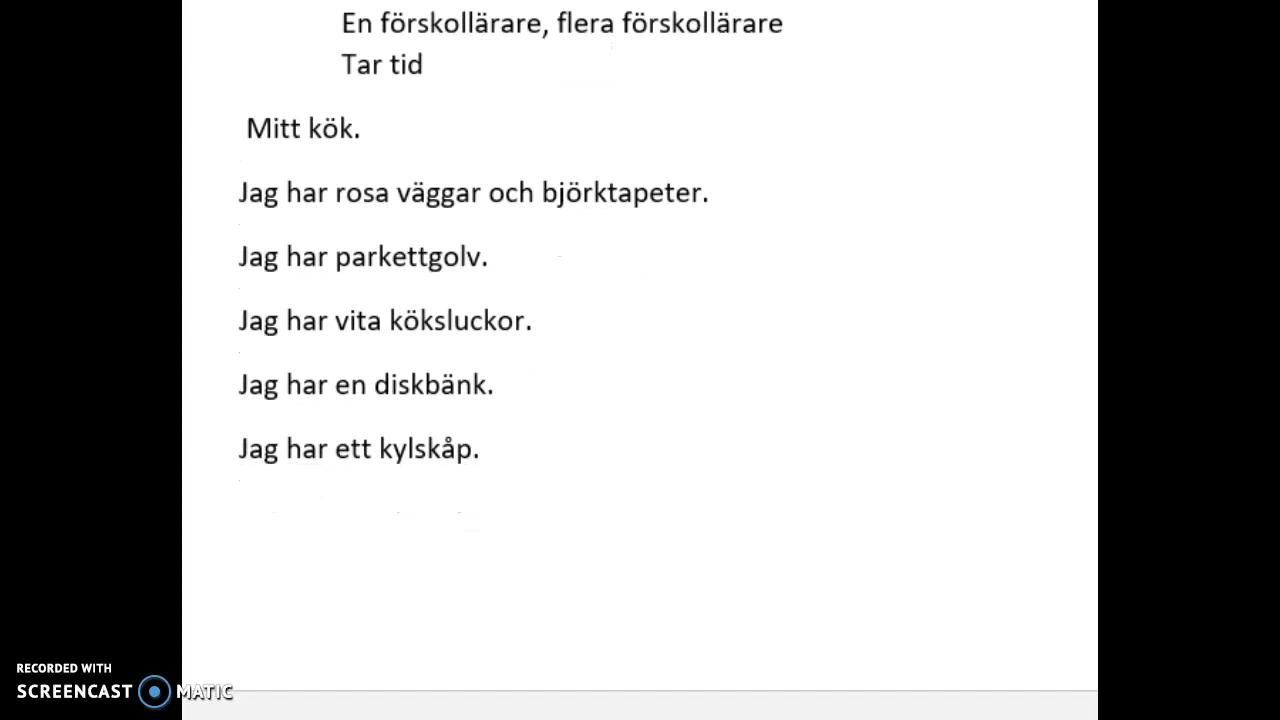 En förskollärare, flera förskollärare
Tar tid
Mitt kök.
Jag har rosa väggar och björktapeter.
Jag har parkettgolv.
Jag har vita köksluckor.
Jag har en diskbänk.
Jag har ett kylskåp.
RECORDED WITH
SCREENCAST MATIC